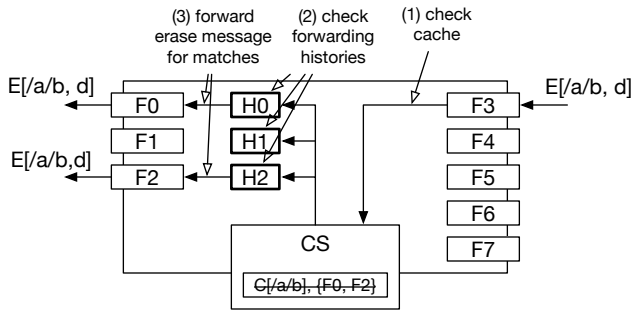 (3) forward
erase message
for matches
(2) check
forwarding
histories
(1) check
cache
E[/a/b, d]
F0
H0
F3
E[/a/b, d]
F1
H1
F4
E[/a/b,d]
F2
H2
F5
F6
CS
F7
C[/a/b], {F0, F2}